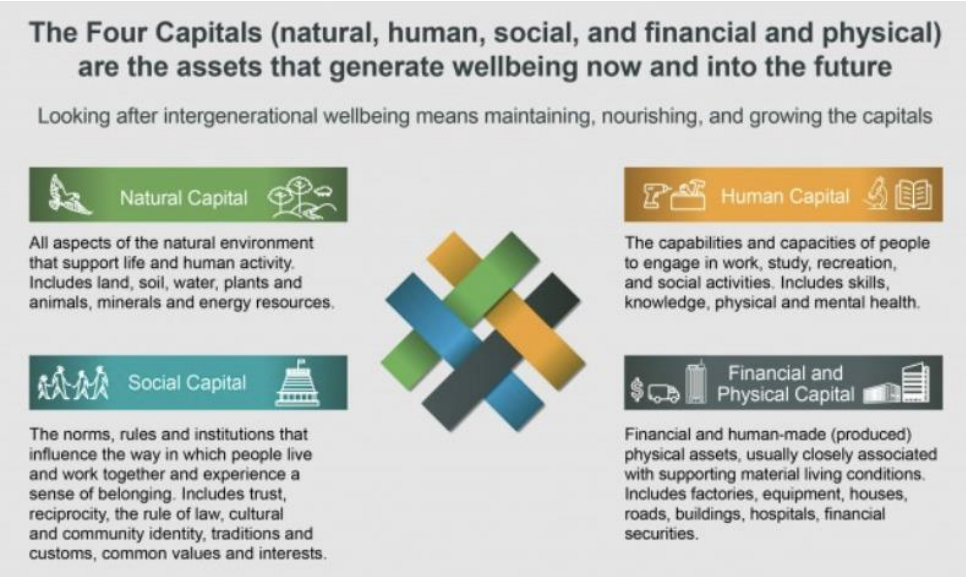 The Four Capitals (natural, human, social, and financial and physical)
are the assets that generate wellbeing now and into the future
Looking after intergenerational wellbeing means maintaining, nourishing, and growing the capitals
Natural Capital
All aspects of the natural environment
that support life and human activity.
Includes land, soil, water, plants and
animals, minerals and energy resources.
Human Capital
The capabilities and capacities of people
to engage in work, study, recreation,
and social activities. Includes skills,
knowledge, physical and mental health.
Social Capital
The norms, rules and institutions that
influence the way in which people live
and work together and experience a
sense of belonging. Includes trust,
reciprocity, the rule of law, cultural
and community identity, traditions and
customs, common values and interests.
$
Financial and
Physical Capital
Financial and human-made (produced)
physical assets, usually closely associated
with supporting material living conditions.
Includes factories, equipment, houses,
roads, buildings, hospitals, financial
securities.